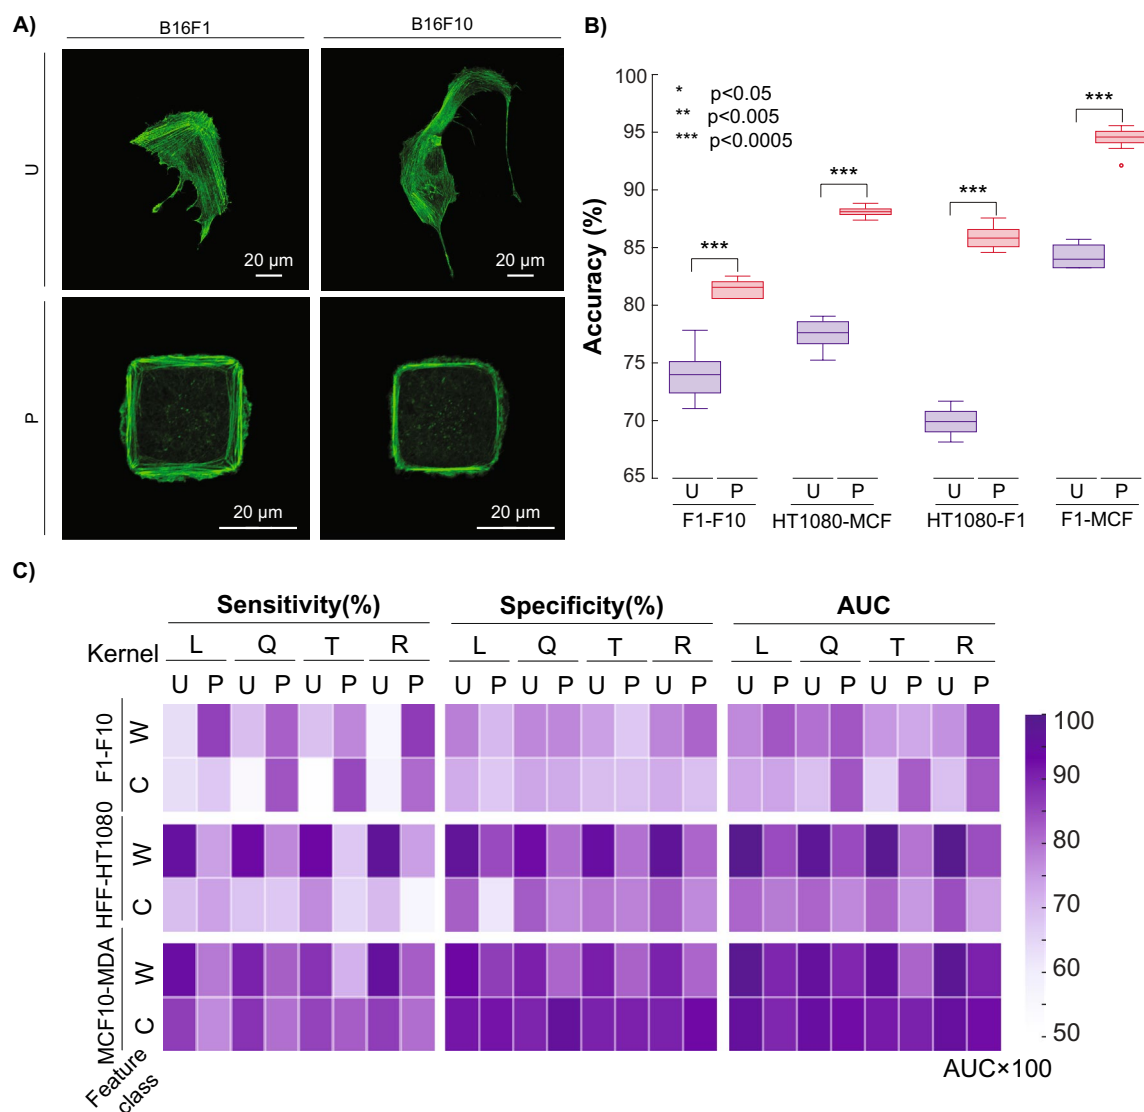 A)
B16F1
B16F10
U
20 μm
20 μm
P
20 μm
20 μm
B)
Accuracy (%)
100
95
90
85
80
75
70
65
* p<0.05
** p<0.005
*** p<0.0005
***
***
***
***
U P U P U P U P
F1-F10 HT1080-MCF HT1080-F1 F1-MCF
C)
Sensitivity(%) Specificity(%) AUC
Kernel L Q T R L Q T R L Q T R
U P U P U P U P U P U P U P U P U P U P U P U P
F1-F10
W
C
HFF-HT1080
W
C
MCF10-MDA
W
C
Feature
class
100
90
80
70
60
50
AUC×100